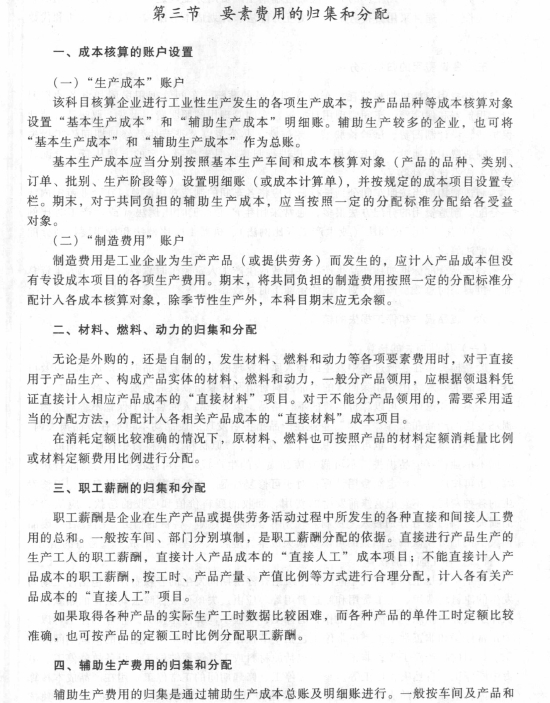 第三节 要素费用的归集和分配
一、成本核算的账户设置
（一）“生产成本”账户
该科目核算企业进行工业性生产发生的各项生产成本，按产品品种等成本核算对象
设置“基本生产成本”和“辅助生产成本”明细账。辅助生产较多的企业，也可将
“基本生产成本”和“辅助生产成本”作为总账。
基本生产成本应当分别按照基本生产车间和成本核算对象（产品的品种、类别、
订单、批别、生产阶段等）设置明细账（或成本计算单），并按规定的成本项目设置专
栏。期末，对于共同负担的辅助生产成本，应当按照一定的分配标准分配给各受益
对象。
（二）“制造费用”账户
制造费用是工业企业为生产产品（或提供劳务）而发生的，应计入产品成本但没
有专设成本项目的各项生产费用。期末，将共同负担的制造费用按照一定的分配标准分
配计入各成本核算对象，除季节性生产外，本科目期末应无余额。
二、材料、燃料、动力的归集和分配
无论是外购的，还是自制的，发生材料、燃料和动力等各项要素费用时，对于直接
用于产品生产、构成产品实体的材料、燃料和动力，一般分产品领用，应根据领退料凭
证直接计入相应产品成本的“直接材料”项目。对于不能分产品领用的，需要采用适
当的分配方法，分配计入各相关产品成本的“直接材料”成本项目。
在消耗定额比较准确的情况下，原材料、燃料也可按照产品的材料定额消耗量比例
或材料定额费用比例进行分配。
三、职工薪酬的归集和分配
职工薪酬是企业在生产产品或提供劳务活动过程中所发生的各种直接和间接人工费
用的总和。一般按车间、部门分别填制，是职工薪酬分配的依据。直接进行产品生产的
生产工人的职工薪酬，直接计入产品成本的“直接人工”成本项目；不能直接计入产
品成本的职工薪酬，按工时、产品产量、产值比例等方式进行合理分配，计入各有关产
品成本的“直接人工”项目。
如果取得各种产品的实际生产工时数据比较困难，而各种产品的单件工时定额比较
准确，也可按产品的定额工时比例分配职工薪酬。
四、辅助生产费用的归集和分配
辅助生产费用的归集是通过辅助生产成本总账及明细账进行。一般按车间及产品和